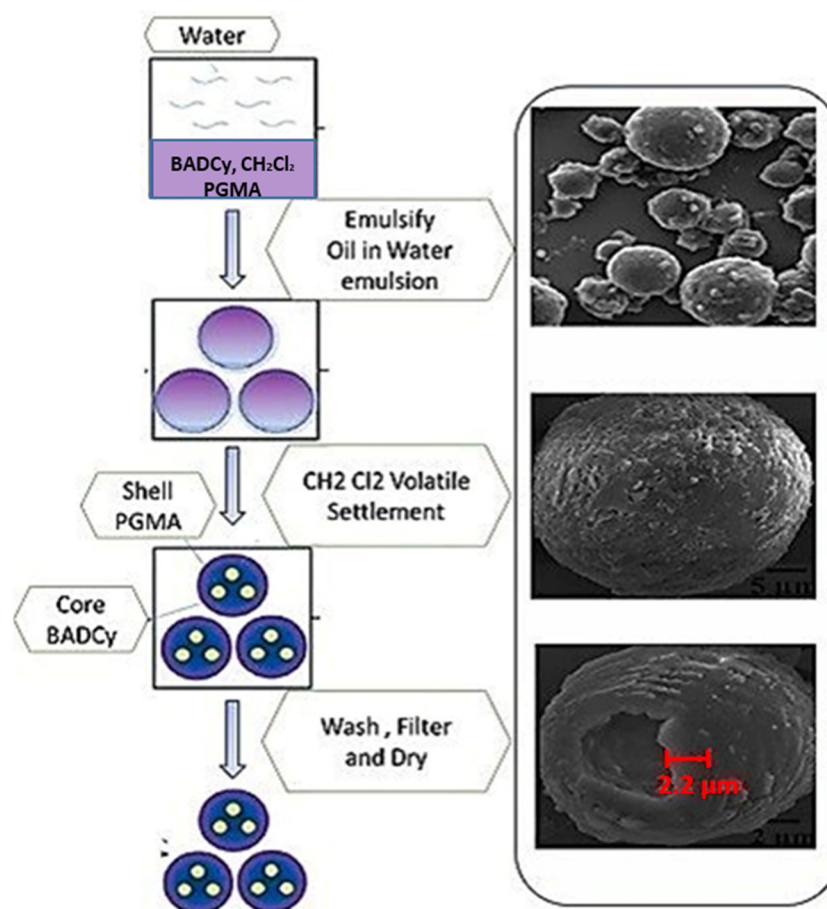 Water
BADCy, CH₂Cl₂
PGMA
Emulsify
Oil in Water
emulsion
CH2 Cl2 Volatile
Settlement
Shell
PGMA
Core
BADCy
Wash , Filter
and Dry
5 μm
2.2 μm
2 μm